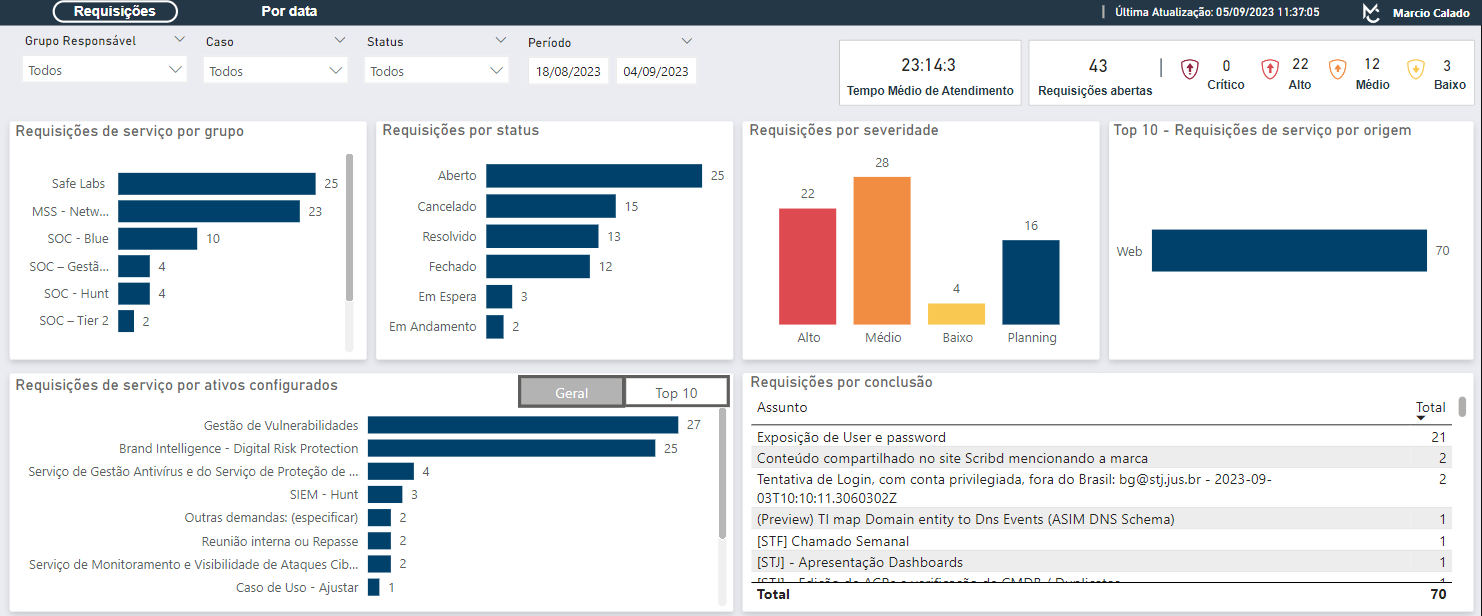 Requisições
Por data
Última Atualização: 05/09/2023 11:37:05
Marcio Calado
Grupo Responsável
Todos
Caso
Todos
Status
Todos
Período
18/08/2023
04/09/2023
23:14:3
Tempo Médio de Atendimento
43
Requisições abertas
0
Crítico
22
Alto
12
Médio
3
Baixo
Requisições de serviço por grupo
Safe Labs 25
MSS - Netw... 23
SOC - Blue 10
SOC – Gestã... 4
SOC - Hunt 4
SOC – Tier 2 2
Requisições por status
Aberto 25
Cancelado 15
Resolvido 13
Fechado 12
Em Espera 3
Em Andamento 2
Requisições por severidade
22 28 4 16
Alto Médio Baixo Planning
Top 10 - Requisições de serviço por origem
Web 70
Requisições de serviço por ativos configurados
Geral
Top 10
Gestão de Vulnerabilidades 27
Brand Intelligence - Digital Risk Protection 25
Serviço de Gestão Antivírus e do Serviço de Proteção de ... 4
SIEM - Hunt 3
Outras demandas: (especificar) 2
Reunião interna ou Repasse 2
Serviço de Monitoramento e Visibilidade de Ataques Cib... 2
Caso de Uso - Ajustar 1
Requisições por conclusão
Assunto Total
Exposição de User e password 21
Conteúdo compartilhado no site Scribd mencionando a marca 2
Tentativa de Login, com conta privilegiada, fora do Brasil: bg@stj.jus.br - 2023-09- 2
03T10:10:11.3060302Z
(Preview) TI map Domain entity to Dns Events (ASIM DNS Schema) 1
[STF] Chamado Semanal 1
[STJ] - Apresentação Dashboards 1
Total 70